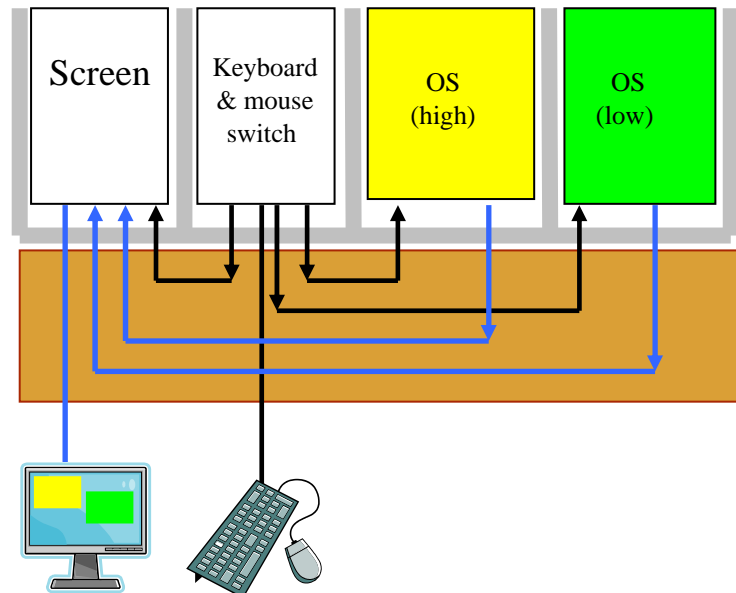 Screen
Keyboard
& mouse
switch
OS
(high)
OS
(low)